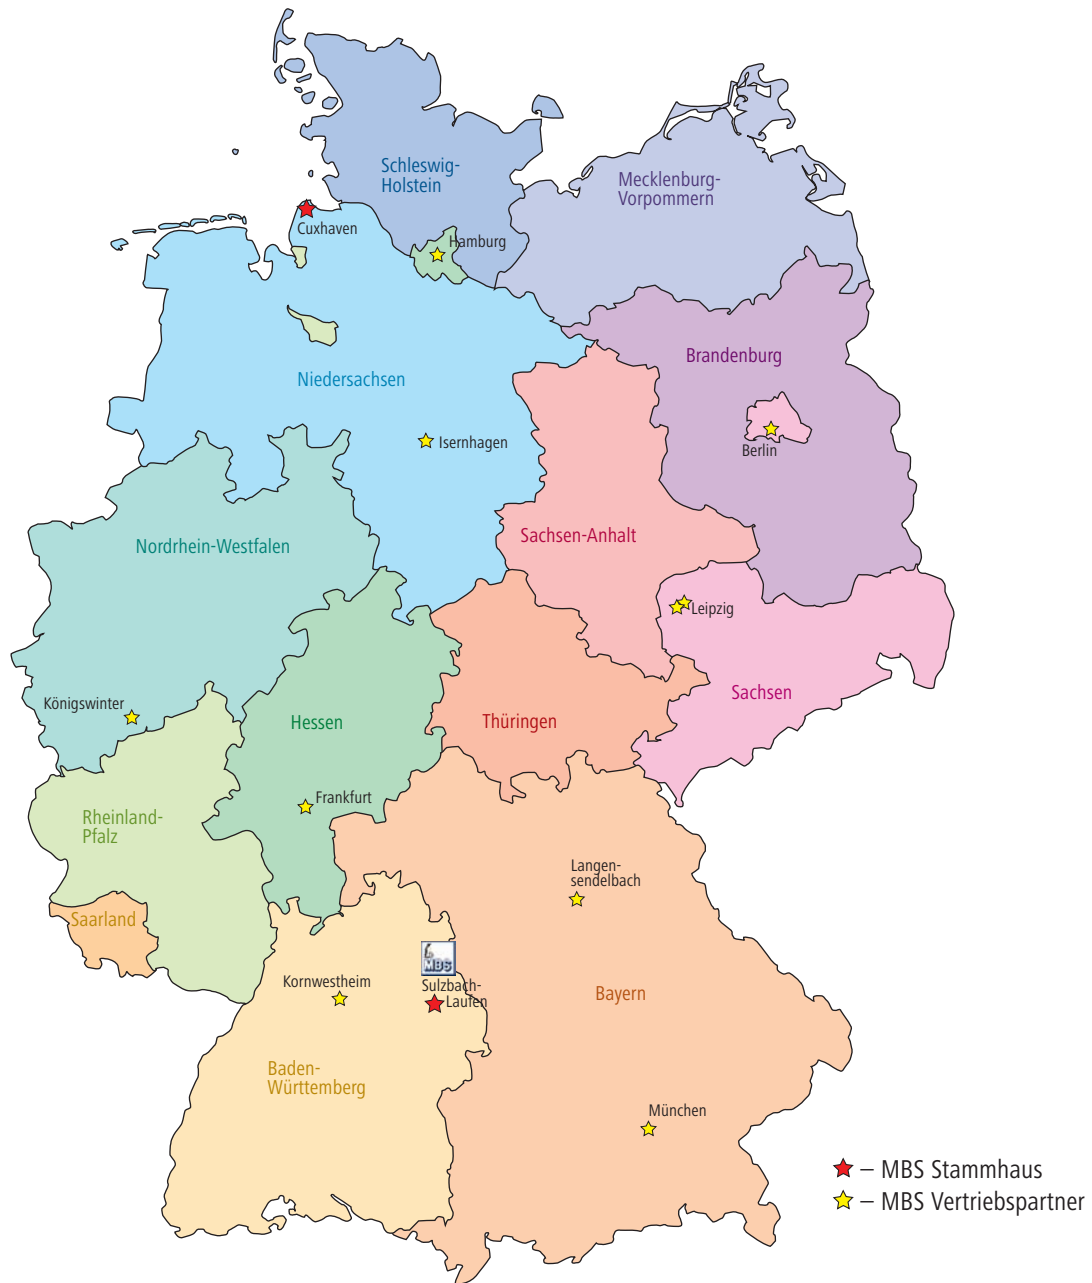 Schleswig-
Holstein
Mecklenburg-
Vorpommern
Cuxhaven
Hamburg
Brandenburg
Niedersachsen
Isernhagen
Berlin
Sachsen-Anhalt
Nordrhein-Westfalen
Leipzig
Königswinter
Sachsen
Hessen
Thüringen
Frankfurt
Rheinland-
Pfalz
Langen-
sendelbach
Saarland
MBS
Kornwestheim
Sulzbach-
Laufen
Bayern
Baden-
Württemberg
München
– MBS Stammhaus
– MBS Vertriebspartner